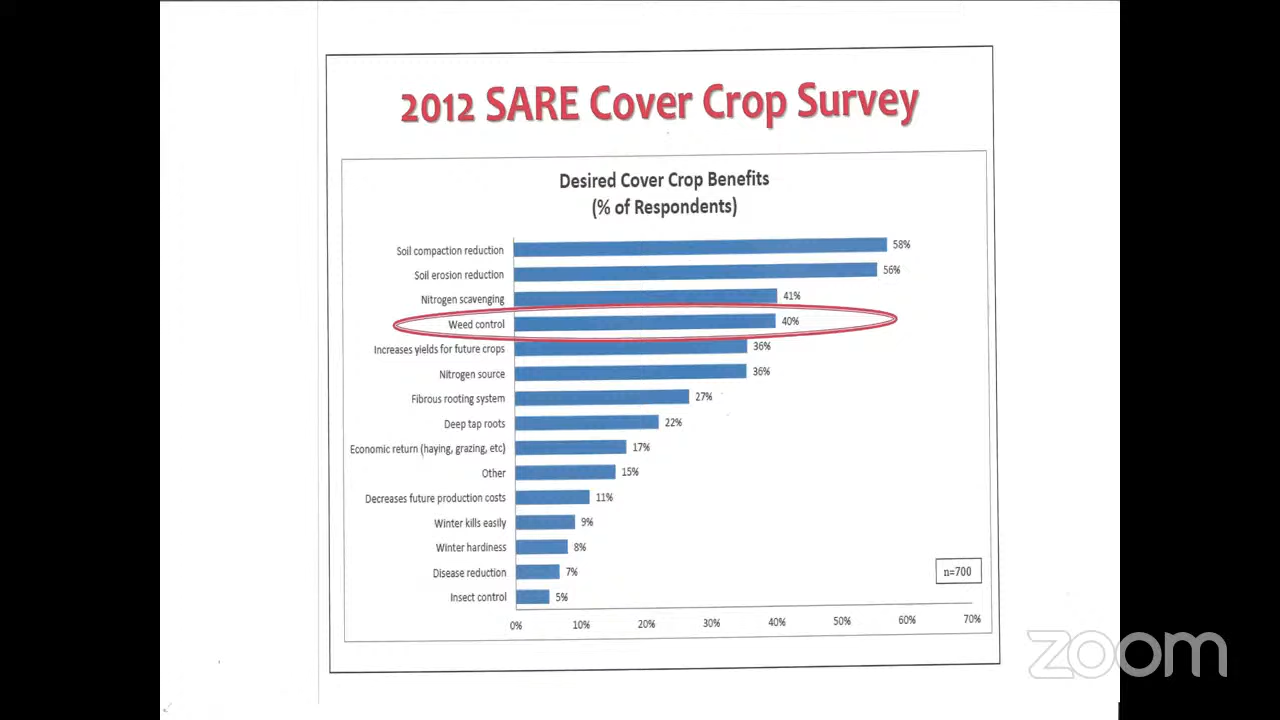 2012 SARE Cover Crop Survey
Desired Cover Crop Benefits
(% of Respondents)
Soil compaction reduction 58%
Soil erosion reduction 56%
Nitrogen scavenging 41%
Weed control 40%
Increases yields for future crops 36%
Nitrogen source 36%
Fibrous rooting system 27%
Deep tap roots 22%
Economic return (haying, grazing, etc) 17%
Other 15%
Decreases future production costs 11%
Winter kills easily 9%
Winter hardiness 8%
Disease reduction 7%
Insect control 5%
n=700
0% 10% 20% 30% 40% 50% 60% 70%
zoom